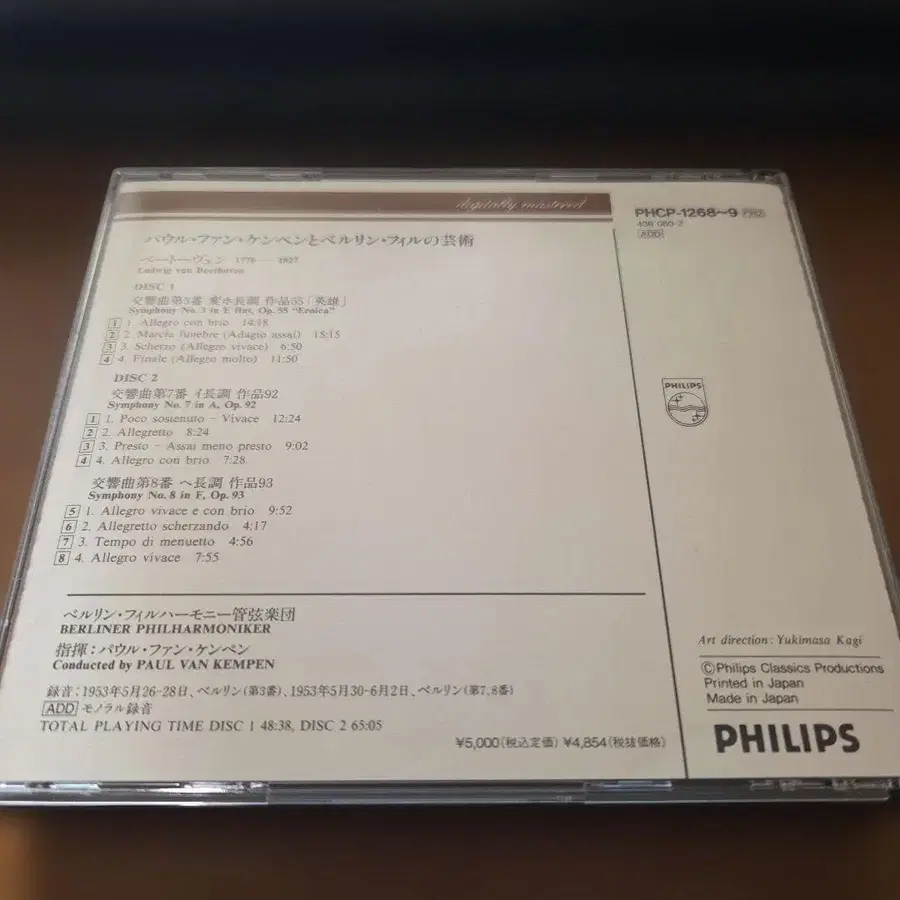 digitally mastered
PHCP-1268~9
438 080-2
ADD
パウル・ファン・ケンペンとベルリン・フィルの芸術
ベートーヴェン 1770-1827
Ludwig van Beethoven
DISC 1
交響曲第3番 変ホ長調 作品55「英雄」
Symphony No. 3 in E flat, Op. 55 "Eroica"
1 1. Allegro con brio 14:18
2 2. Marcia funebre (Adagio assai) 15:15
3 3. Scherzo (Allegro vivace) 6:50
4 4. Finale (Allegro molto) 11:50
DISC 2
交響曲第7番 イ長調 作品92
Symphony No. 7 in A, Op. 92
1 1. Poco sostenuto - Vivace 12:24
2 2. Allegretto 8:24
3 3. Presto - Assai meno presto 9:02
4 4. Allegro con brio 7:28
交響曲第8番 ヘ長調 作品93
Symphony No. 8 in F, Op. 93
5 1. Allegro vivace e con brio 9:52
6 2. Allegretto scherzando 4:17
7 3. Tempo di menuetto 4:56
8 4. Allegro vivace 7:55
ベルリン・フィルハーモニー管弦楽団
BERLINER PHILHARMONIKER
指揮：パウル・ファン・ケンペン
Conducted by PAUL VAN KEMPEN
録音：1953年5月26-28日、ベルリン(第3番)、1953年5月30-6月2日、ベルリン(第7,8番)
ADD モノラル録音
TOTAL PLAYING TIME DISC 1 48:38, DISC 2 65:05
¥5,000(税込定価) ¥4,854(税抜価格)
PHILIPS
Art direction: Yukimasa Kagi
©Philips Classics Productions
Printed in Japan
Made in Japan
PHILIPS